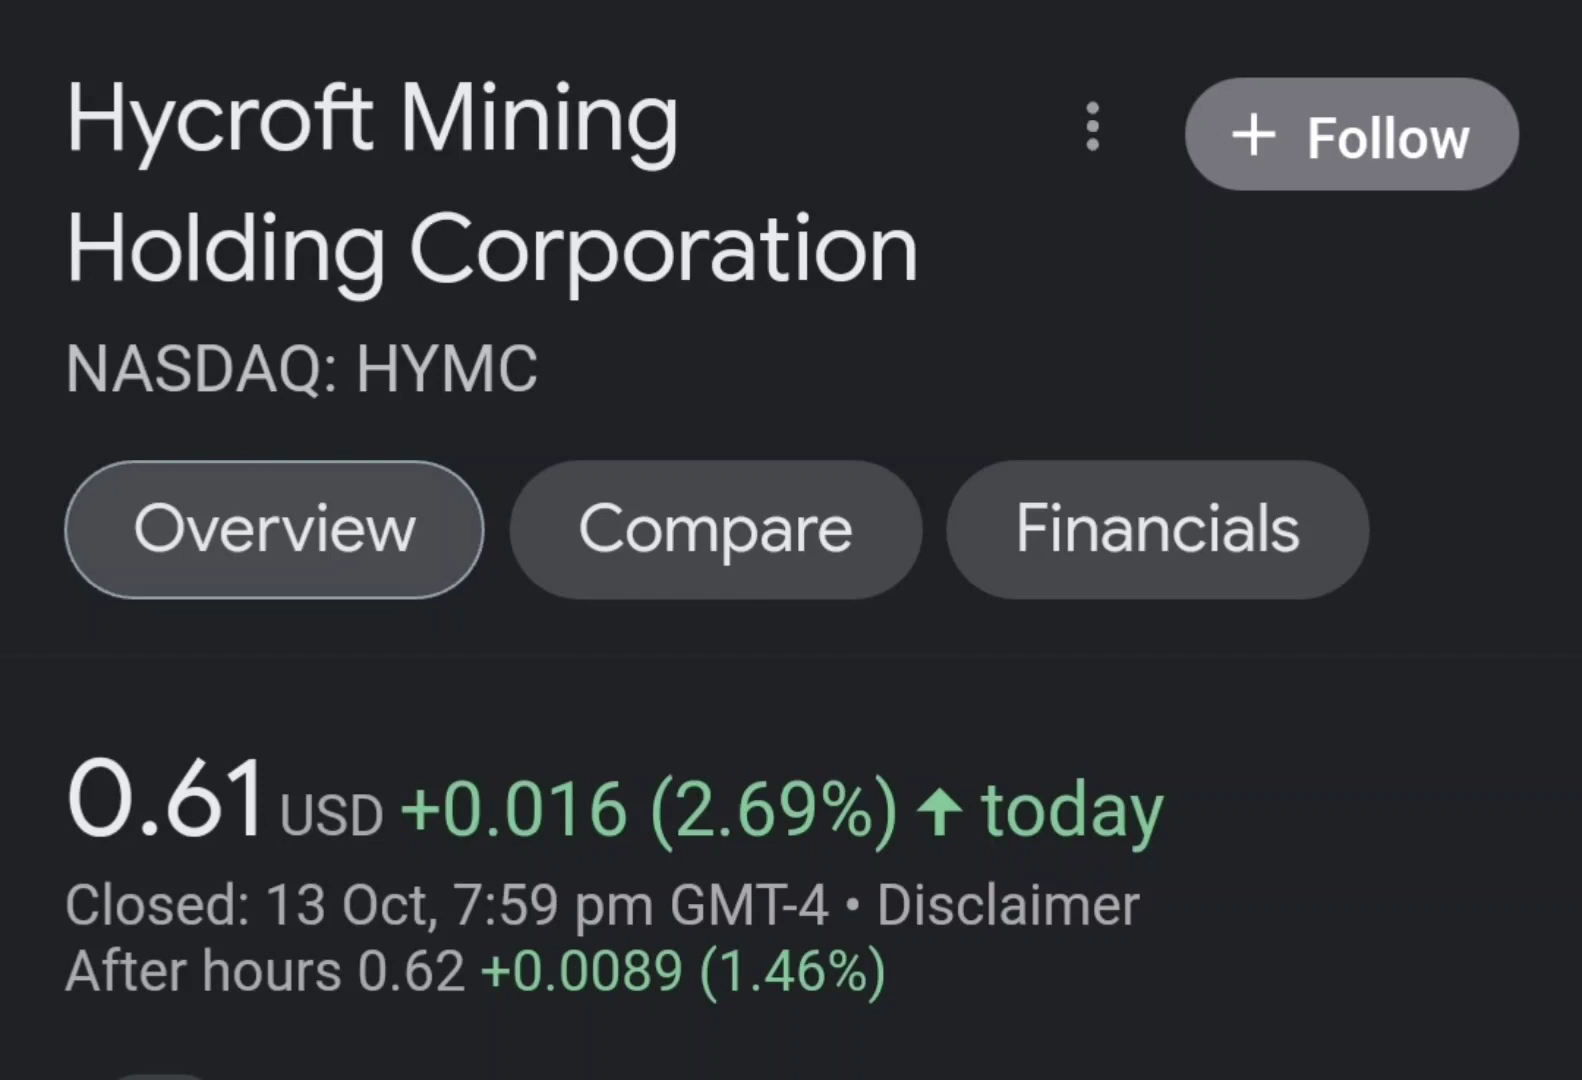 Hycroft Mining
Holding Corporation
+ Follow
NASDAQ: HYMC
Overview Compare Financials
0.61 USD +0.016 (2.69%) ↑ today
Closed: 13 Oct, 7:59 pm GMT-4 • Disclaimer
After hours 0.62 +0.0089 (1.46%)